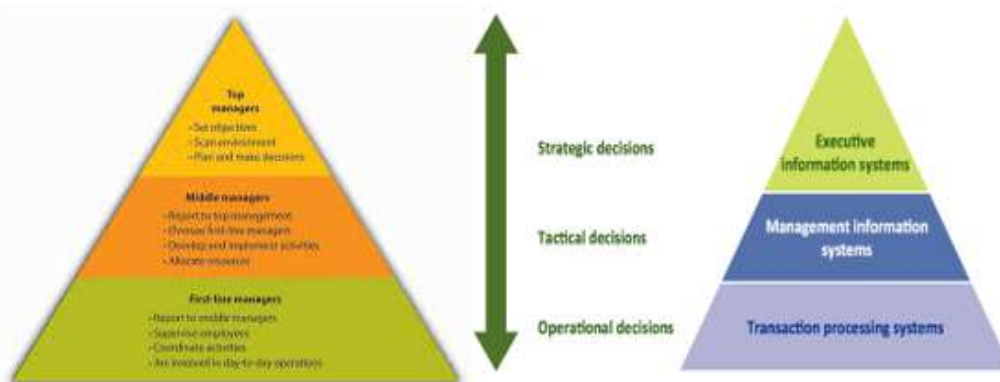 Top
managers
• Set objectives
• Scan environment
• Plan and make decisions
Middle managers
• Report to top management
• Oversee first-line managers
• Develop and implement activities
• Allocate resources
First-line managers
• Report to middle managers
• Supervise employees
• Coordinate activities
• Are involved in day-to-day operations
Strategic decisions
Tactical decisions
Operational decisions
Executive
information systems
Management information
systems
Transaction processing systems